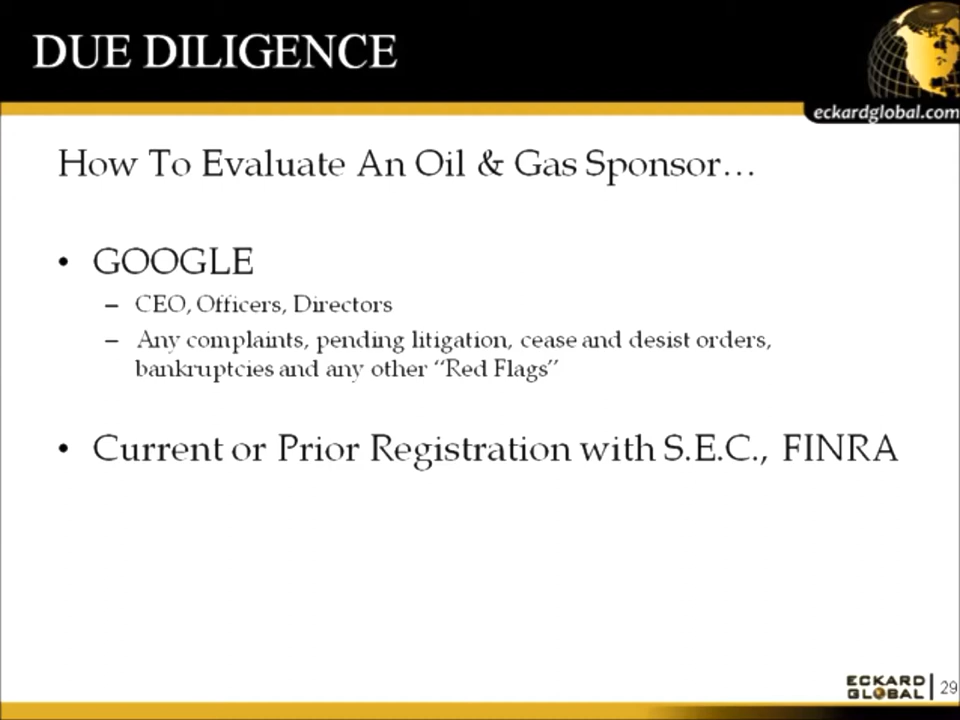 DUE DILIGENCE
eckardglobal.com
How To Evaluate An Oil & Gas Sponsor…
• GOOGLE
– CEO, Officers, Directors
– Any complaints, pending litigation, cease and desist orders,
bankruptcies and any other “Red Flags”
• Current or Prior Registration with S.E.C., FINRA
ECKARD
GLOBAL
29